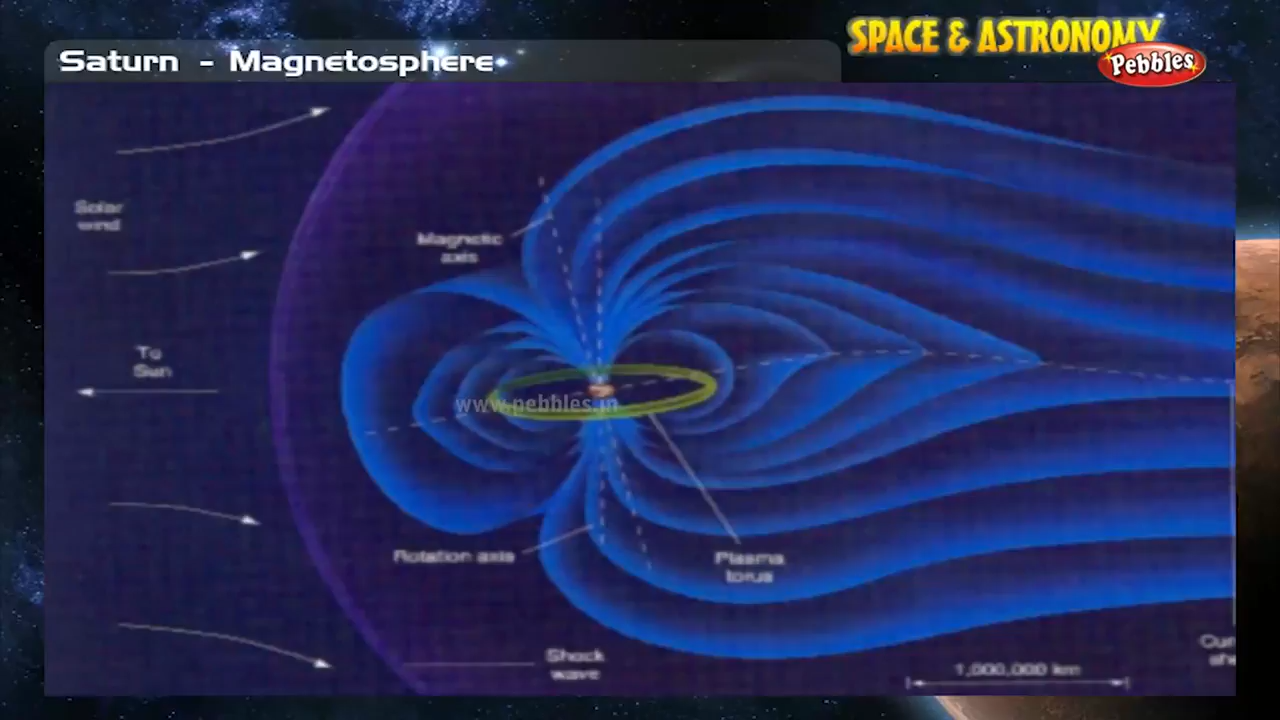 SPACE & ASTRONOMY
Pebbles
Saturn - Magnetosphere
Solar
wind
Magnetic
axis
To
Sun
www.pebbles.in
Rotation axis
Plasma
torus
Shock
wave
1,000,000 km